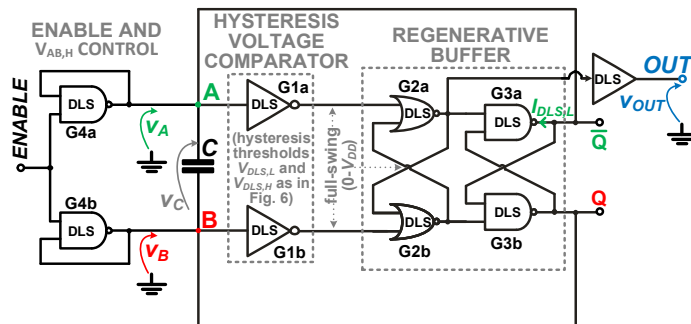 ENABLE AND
V_AB,H CONTROL
HYSTERESIS
VOLTAGE
COMPARATOR
REGENERATIVE
BUFFER
ENABLE
DLS
G4a
v_A
A
DLS
G1a
(hysteresis
thresholds
V_DLS,L and
V_DLS,H as in
Fig. 6)
full-swing
(0-V_DD)
C
v_C
DLS
G4b
v_B
B
DLS
G1b
G2a
DLS
G3a
DLS
I_DLS,L
DLS
OUT
v_OUT
Q
Q
DLS
G2b
DLS
G3b